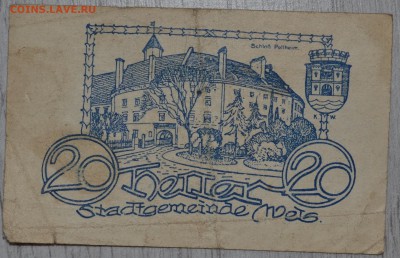 COINS.LAVE.RU
Schloß Pollheim.
K. W.
20 Heller 20
Stadtgemeinde Wels.